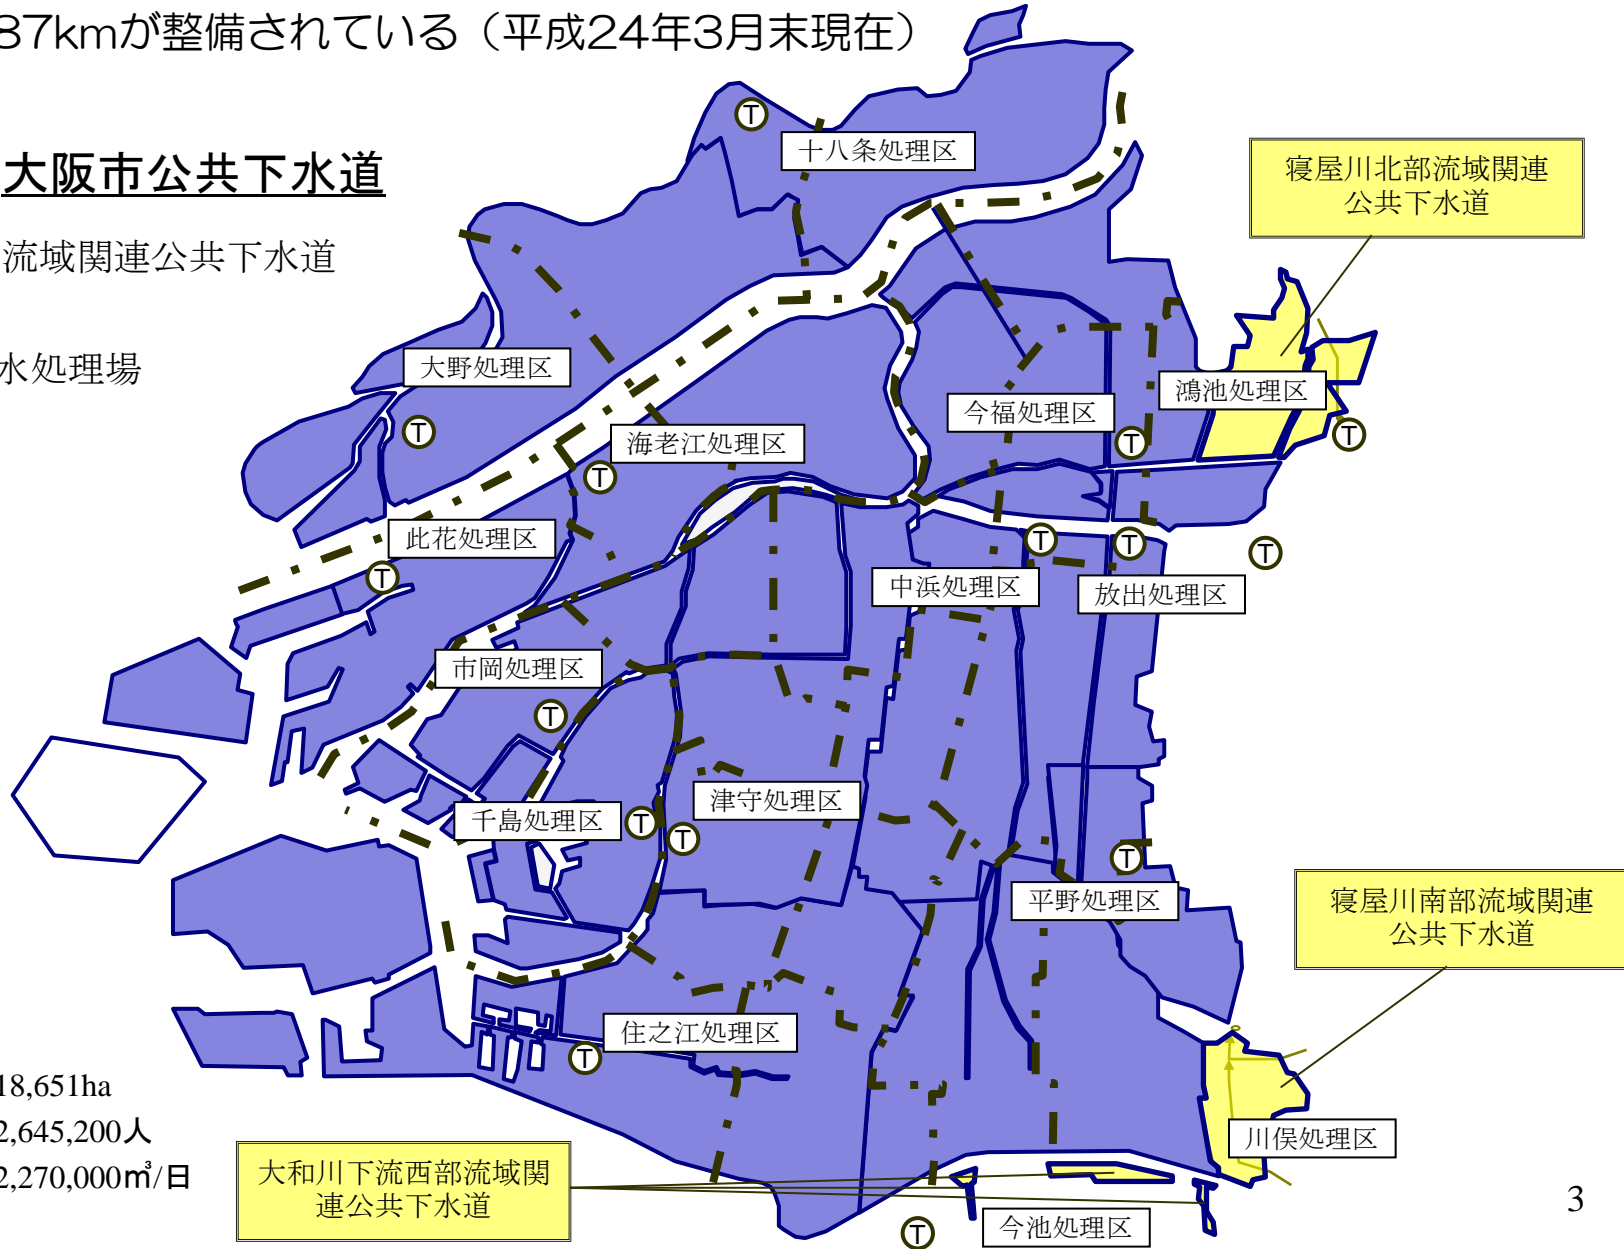 87kmが整備されている（平成24年3月末現在）
大阪市公共下水道
流域関連公共下水道
水処理場
T
十八条処理区
寝屋川北部流域関連
公共下水道
大野処理区
T
海老江処理区
T
今福処理区
T
鴻池処理区
T
此花処理区
T
中浜処理区
T
放出処理区
T
T
市岡処理区
T
千島処理区
T
津守処理区
T
平野処理区
T
寝屋川南部流域関連
公共下水道
住之江処理区
T
川俣処理区
18,651ha
2,645,200人
2,270,000㎥/日
大和川下流西部流域関
連公共下水道
今池処理区
T
3